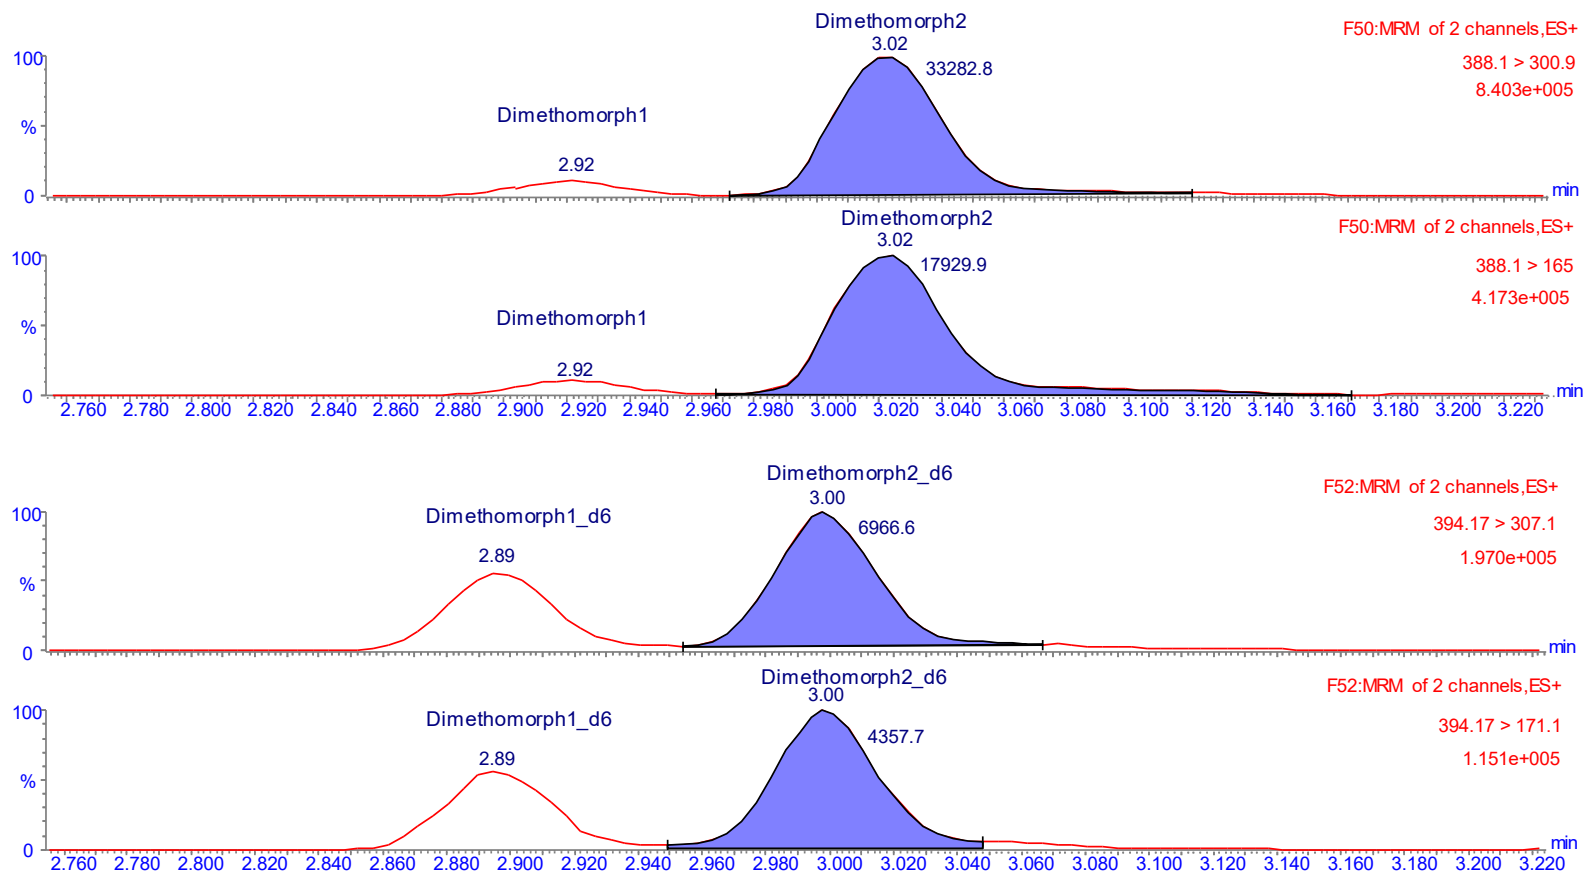 Dimethomorph2
3.02
33282.8
F50:MRM of 2 channels,ES+
388.1 > 300.9
8.403e+005
Dimethomorph1
2.92
100
%
0
min
Dimethomorph2
3.02
17929.9
F50:MRM of 2 channels,ES+
388.1 > 165
4.173e+005
Dimethomorph1
2.92
100
%
0
min
2.760 2.780 2.800 2.820 2.840 2.860 2.880 2.900 2.920 2.940 2.960 2.980 3.000 3.020 3.040 3.060 3.080 3.100 3.120 3.140 3.160 3.180 3.200 3.220
Dimethomorph2_d6
3.00
6966.6
F52:MRM of 2 channels,ES+
394.17 > 307.1
1.970e+005
Dimethomorph1_d6
2.89
100
%
0
min
Dimethomorph2_d6
3.00
4357.7
F52:MRM of 2 channels,ES+
394.17 > 171.1
1.151e+005
Dimethomorph1_d6
2.89
100
%
0
min
2.760 2.780 2.800 2.820 2.840 2.860 2.880 2.900 2.920 2.940 2.960 2.980 3.000 3.020 3.040 3.060 3.080 3.100 3.120 3.140 3.160 3.180 3.200 3.220